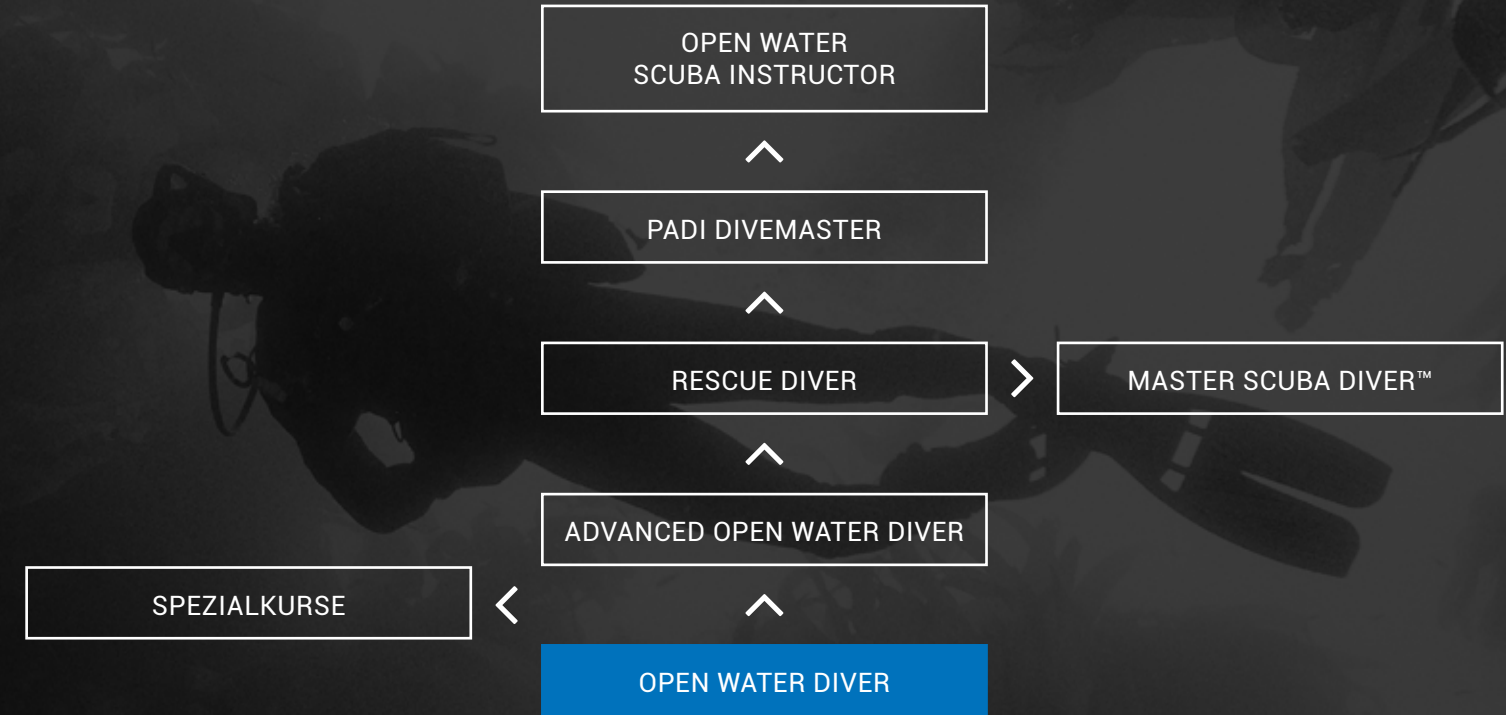 OPEN WATER
SCUBA INSTRUCTOR
PADI DIVEMASTER
RESCUE DIVER
MASTER SCUBA DIVER™
ADVANCED OPEN WATER DIVER
SPEZIALKURSE
OPEN WATER DIVER